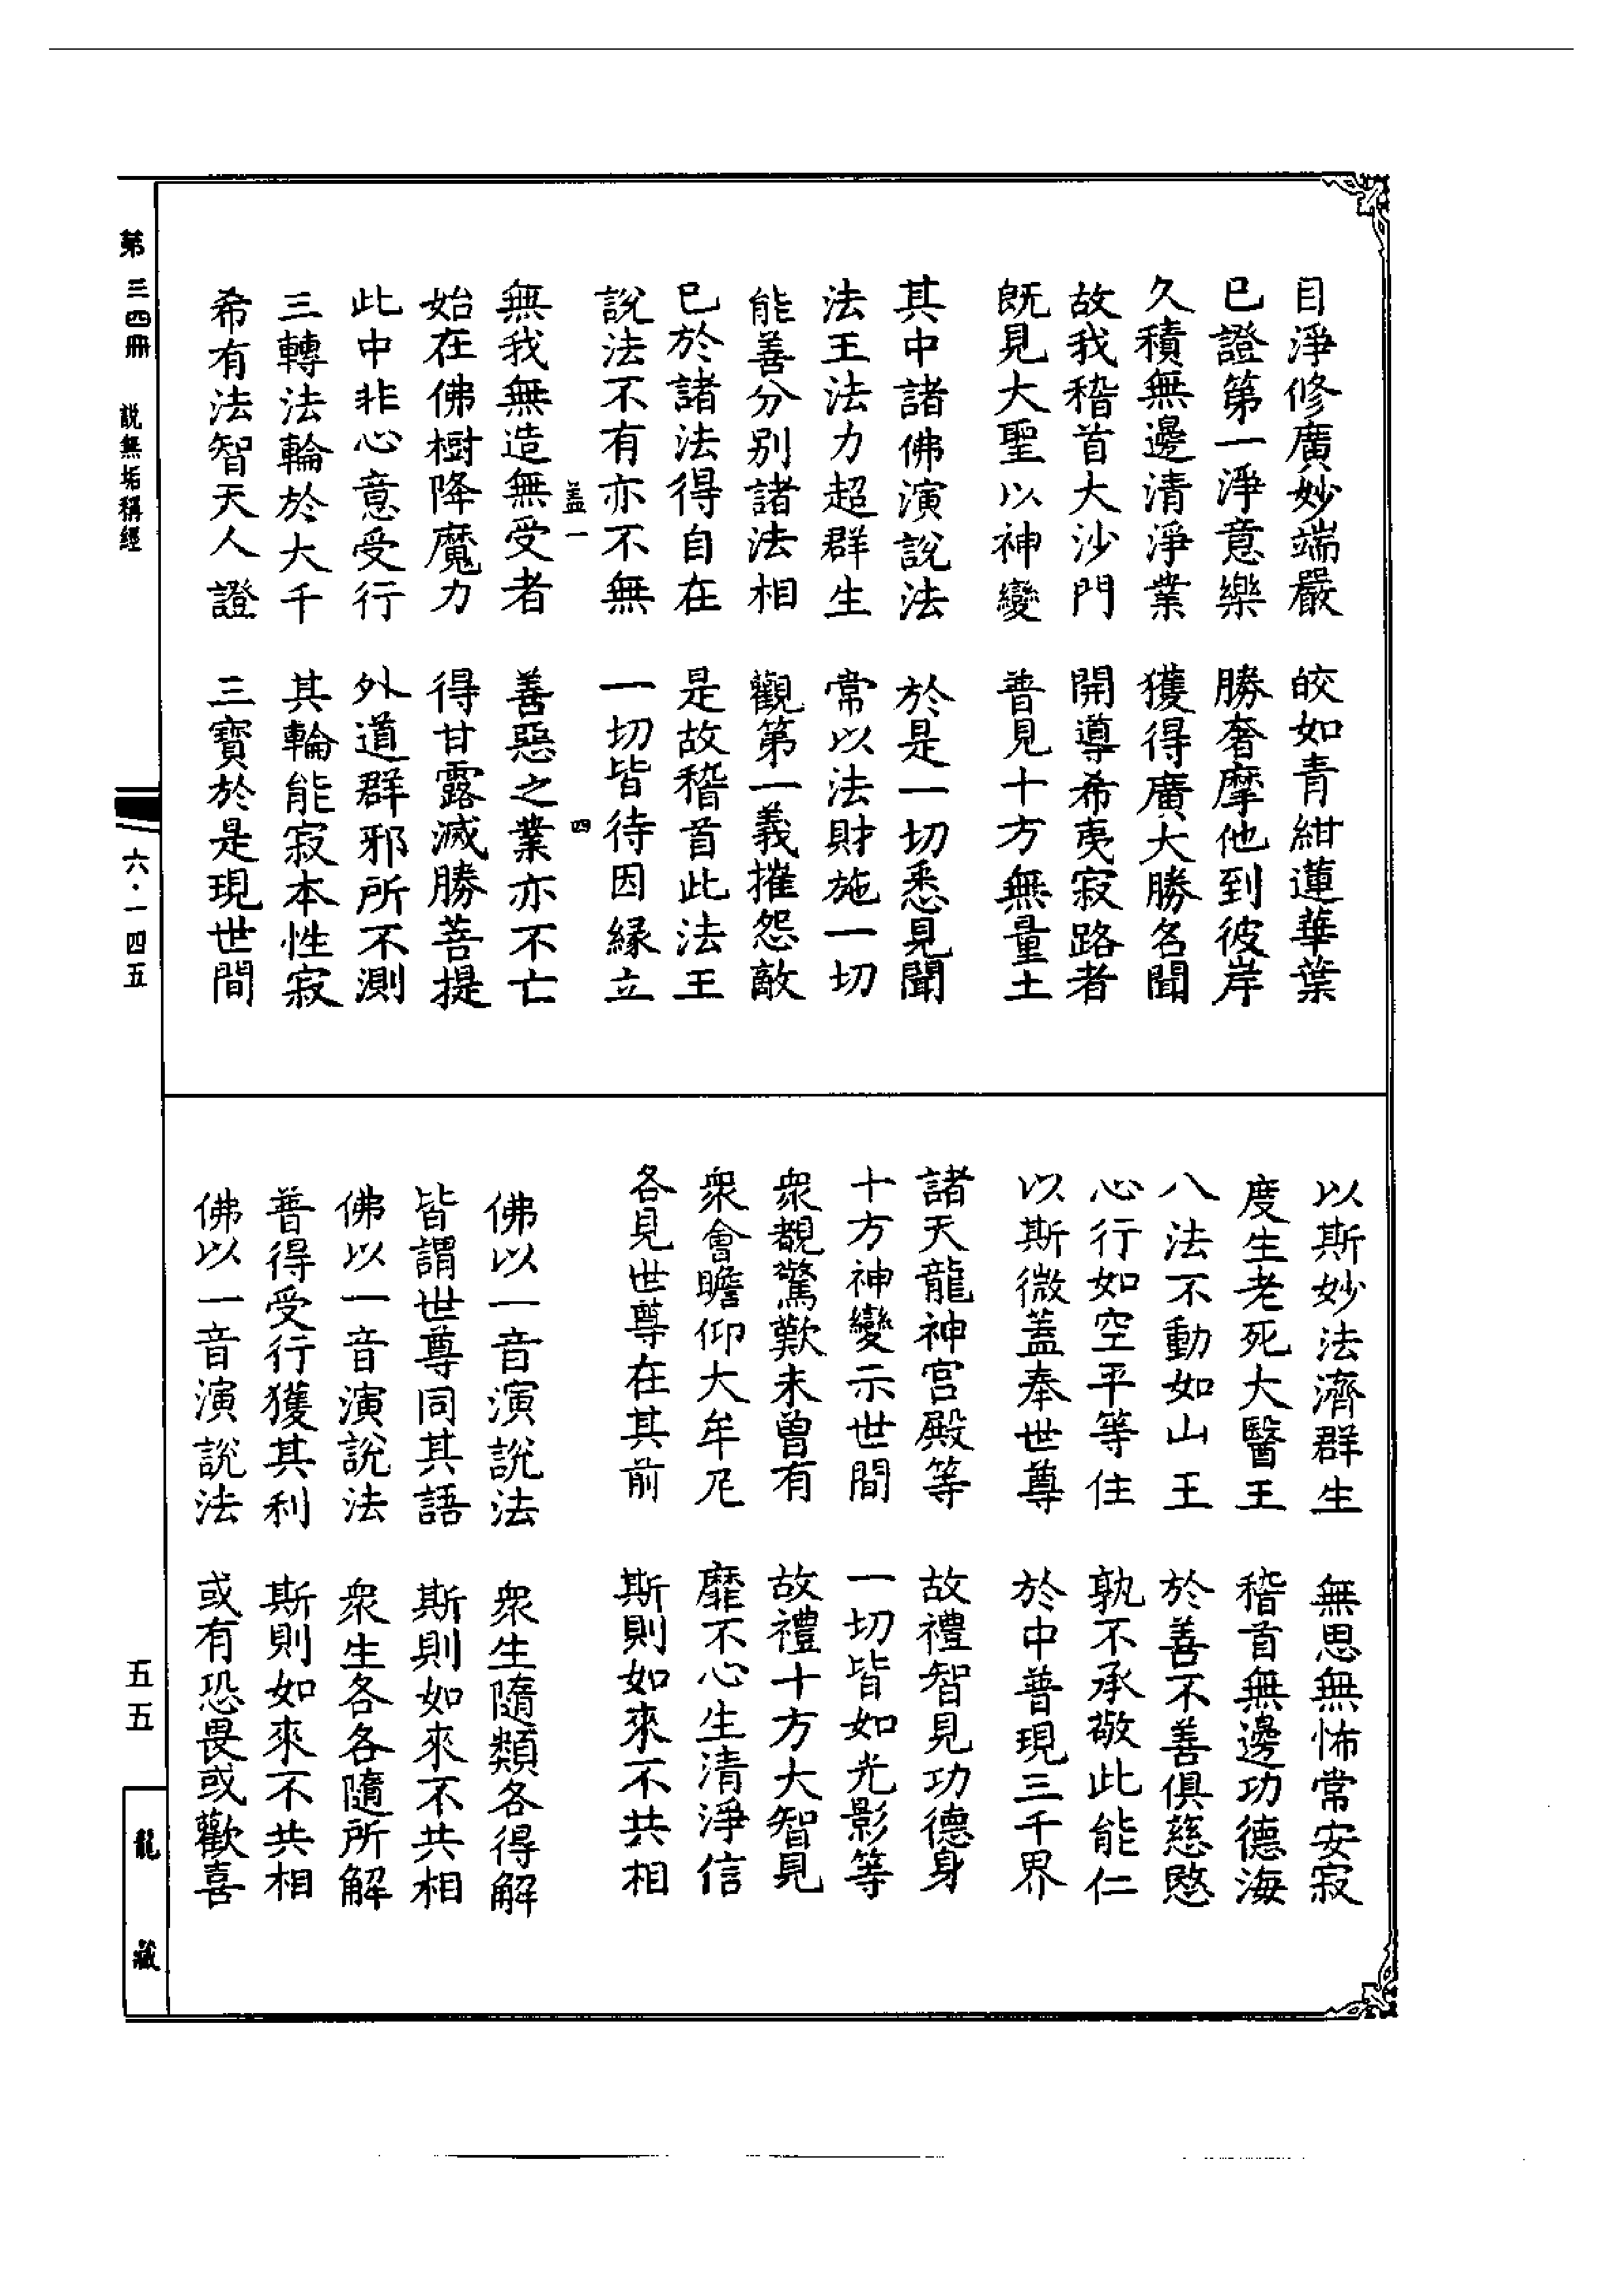 目淨修廣妙端嚴　皎如青紺蓮華葉
已證第一淨意樂　勝奢摩他到彼岸
久積無邊清淨業　獲得廣大勝名聞
故我稽首大沙門　開導希夷寂路者
既見大聖以神變　普見十方無量土
其中諸佛演說法　於是一切悉見聞
法王法力超群生　常以法財施一切
能善分別諸法相　觀第一義摧怨敵
已於諸法得自在　是故稽首此法王
說法不有亦不無　一切皆待因緣立
盖一　四
無我無造無受者　善惡之業亦不亡
始在佛樹降魔力　得甘露滅勝菩提
此中非心意受行　外道群邪所不測
三轉法輪於大千　其輪能寂本性寂
希有法智天人證　三寶於是現世間
以斯妙法濟群生　無思無怖常安寂
度生老死大醫王　稽首無邊功德海
八法不動如山王　於善不善俱慈愍
心行如空平等住　孰不承敬此能仁
以斯微蓋奉世尊　於中普現三千界
諸天龍神宮殿等　故禮智見功德身
十方神變示世間　一切皆如光影等
衆覩驚歎未曾有　故禮十方大智見
衆會瞻仰大牟尼　靡不心生清淨信
各見世尊在其前　斯則如來不共相
佛以一音演說法　衆生隨類各得解
皆謂世尊同其語　斯則如來不共相
佛以一音演說法　衆生各各隨所解
普得受行獲其利　斯則如來不共相
佛以一音演說法　或有恐畏或歡喜
第三四冊　說無垢稱經　六·一四五　五五　龍藏